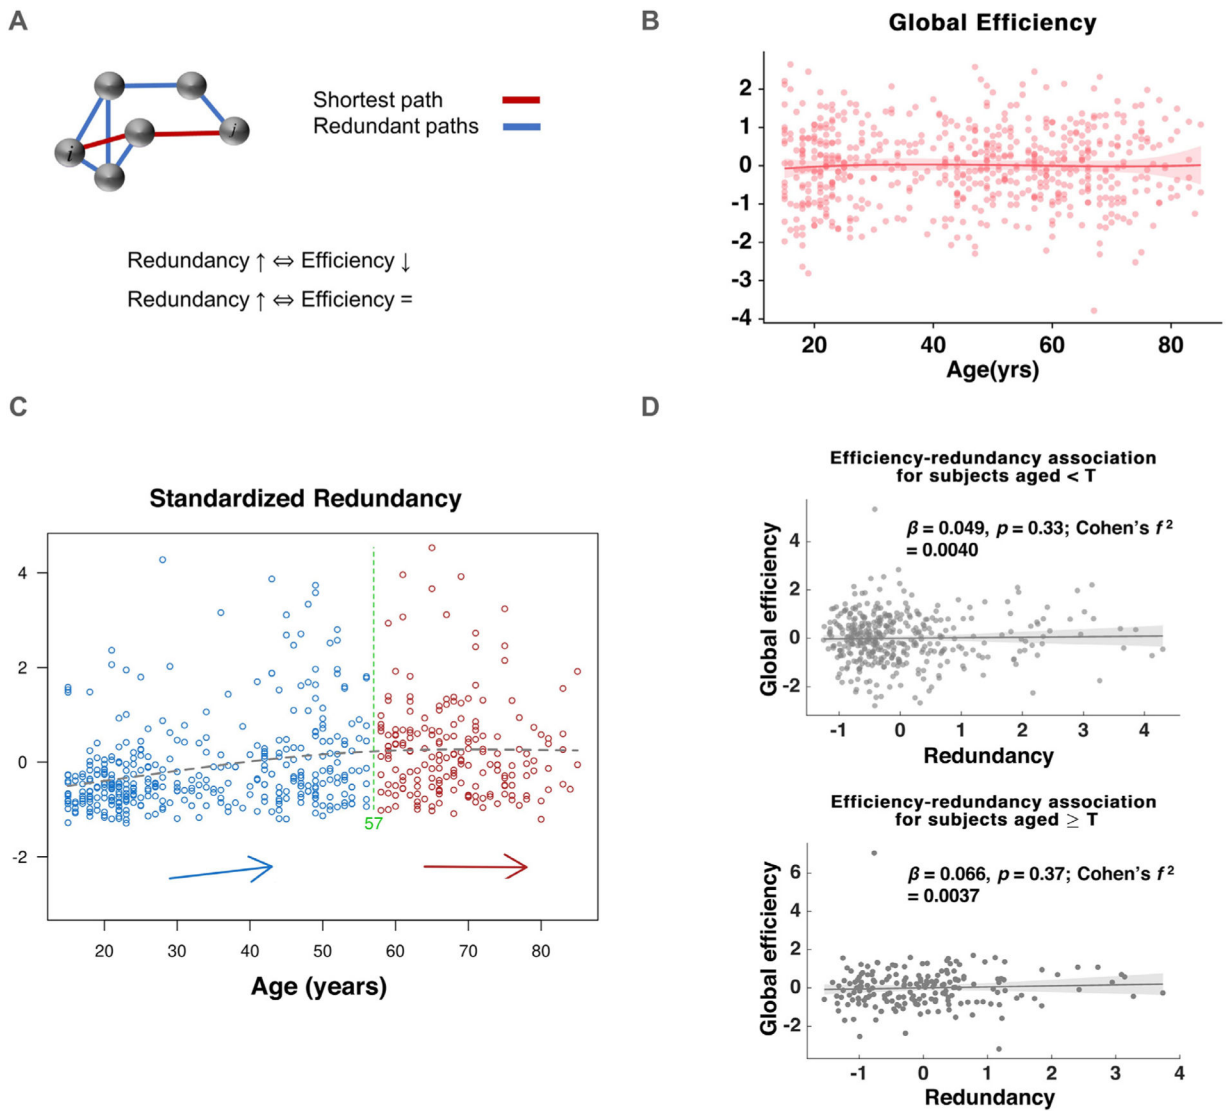 A
i
j
Shortest path
Redundant paths
Redundancy ↑ ⇔ Efficiency ↓
Redundancy ↑ ⇔ Efficiency =
B
Global Efficiency
2
1
0
-1
-2
-3
-4
20 40 60 80
Age(yrs)
C
Standardized Redundancy
4
2
0
-2
57
20 30 40 50 60 70 80
Age (years)
D
Efficiency-redundancy association
for subjects aged < T
β = 0.049, p = 0.33; Cohen's f 2
= 0.0040
Global efficiency
4
2
0
-2
-1 0 1 2 3 4
Redundancy
Efficiency-redundancy association
for subjects aged ≥ T
β = 0.066, p = 0.37; Cohen's f 2
= 0.0037
Global efficiency
6
4
2
0
-2
-1 0 1 2 3 4
Redundancy